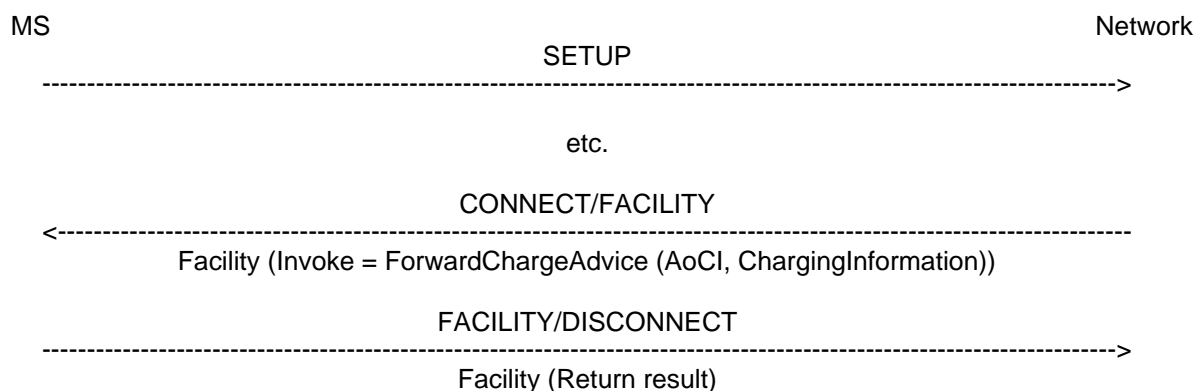 MS Network
SETUP
------------------------------------------------------------------------------------------------------------------------>
etc.
CONNECT/FACILITY
<------------------------------------------------------------------------------------------------------------------------
Facility (Invoke = ForwardChargeAdvice (AoCI, ChargingInformation))
FACILITY/DISCONNECT
------------------------------------------------------------------------------------------------------------------------>
Facility (Return result)